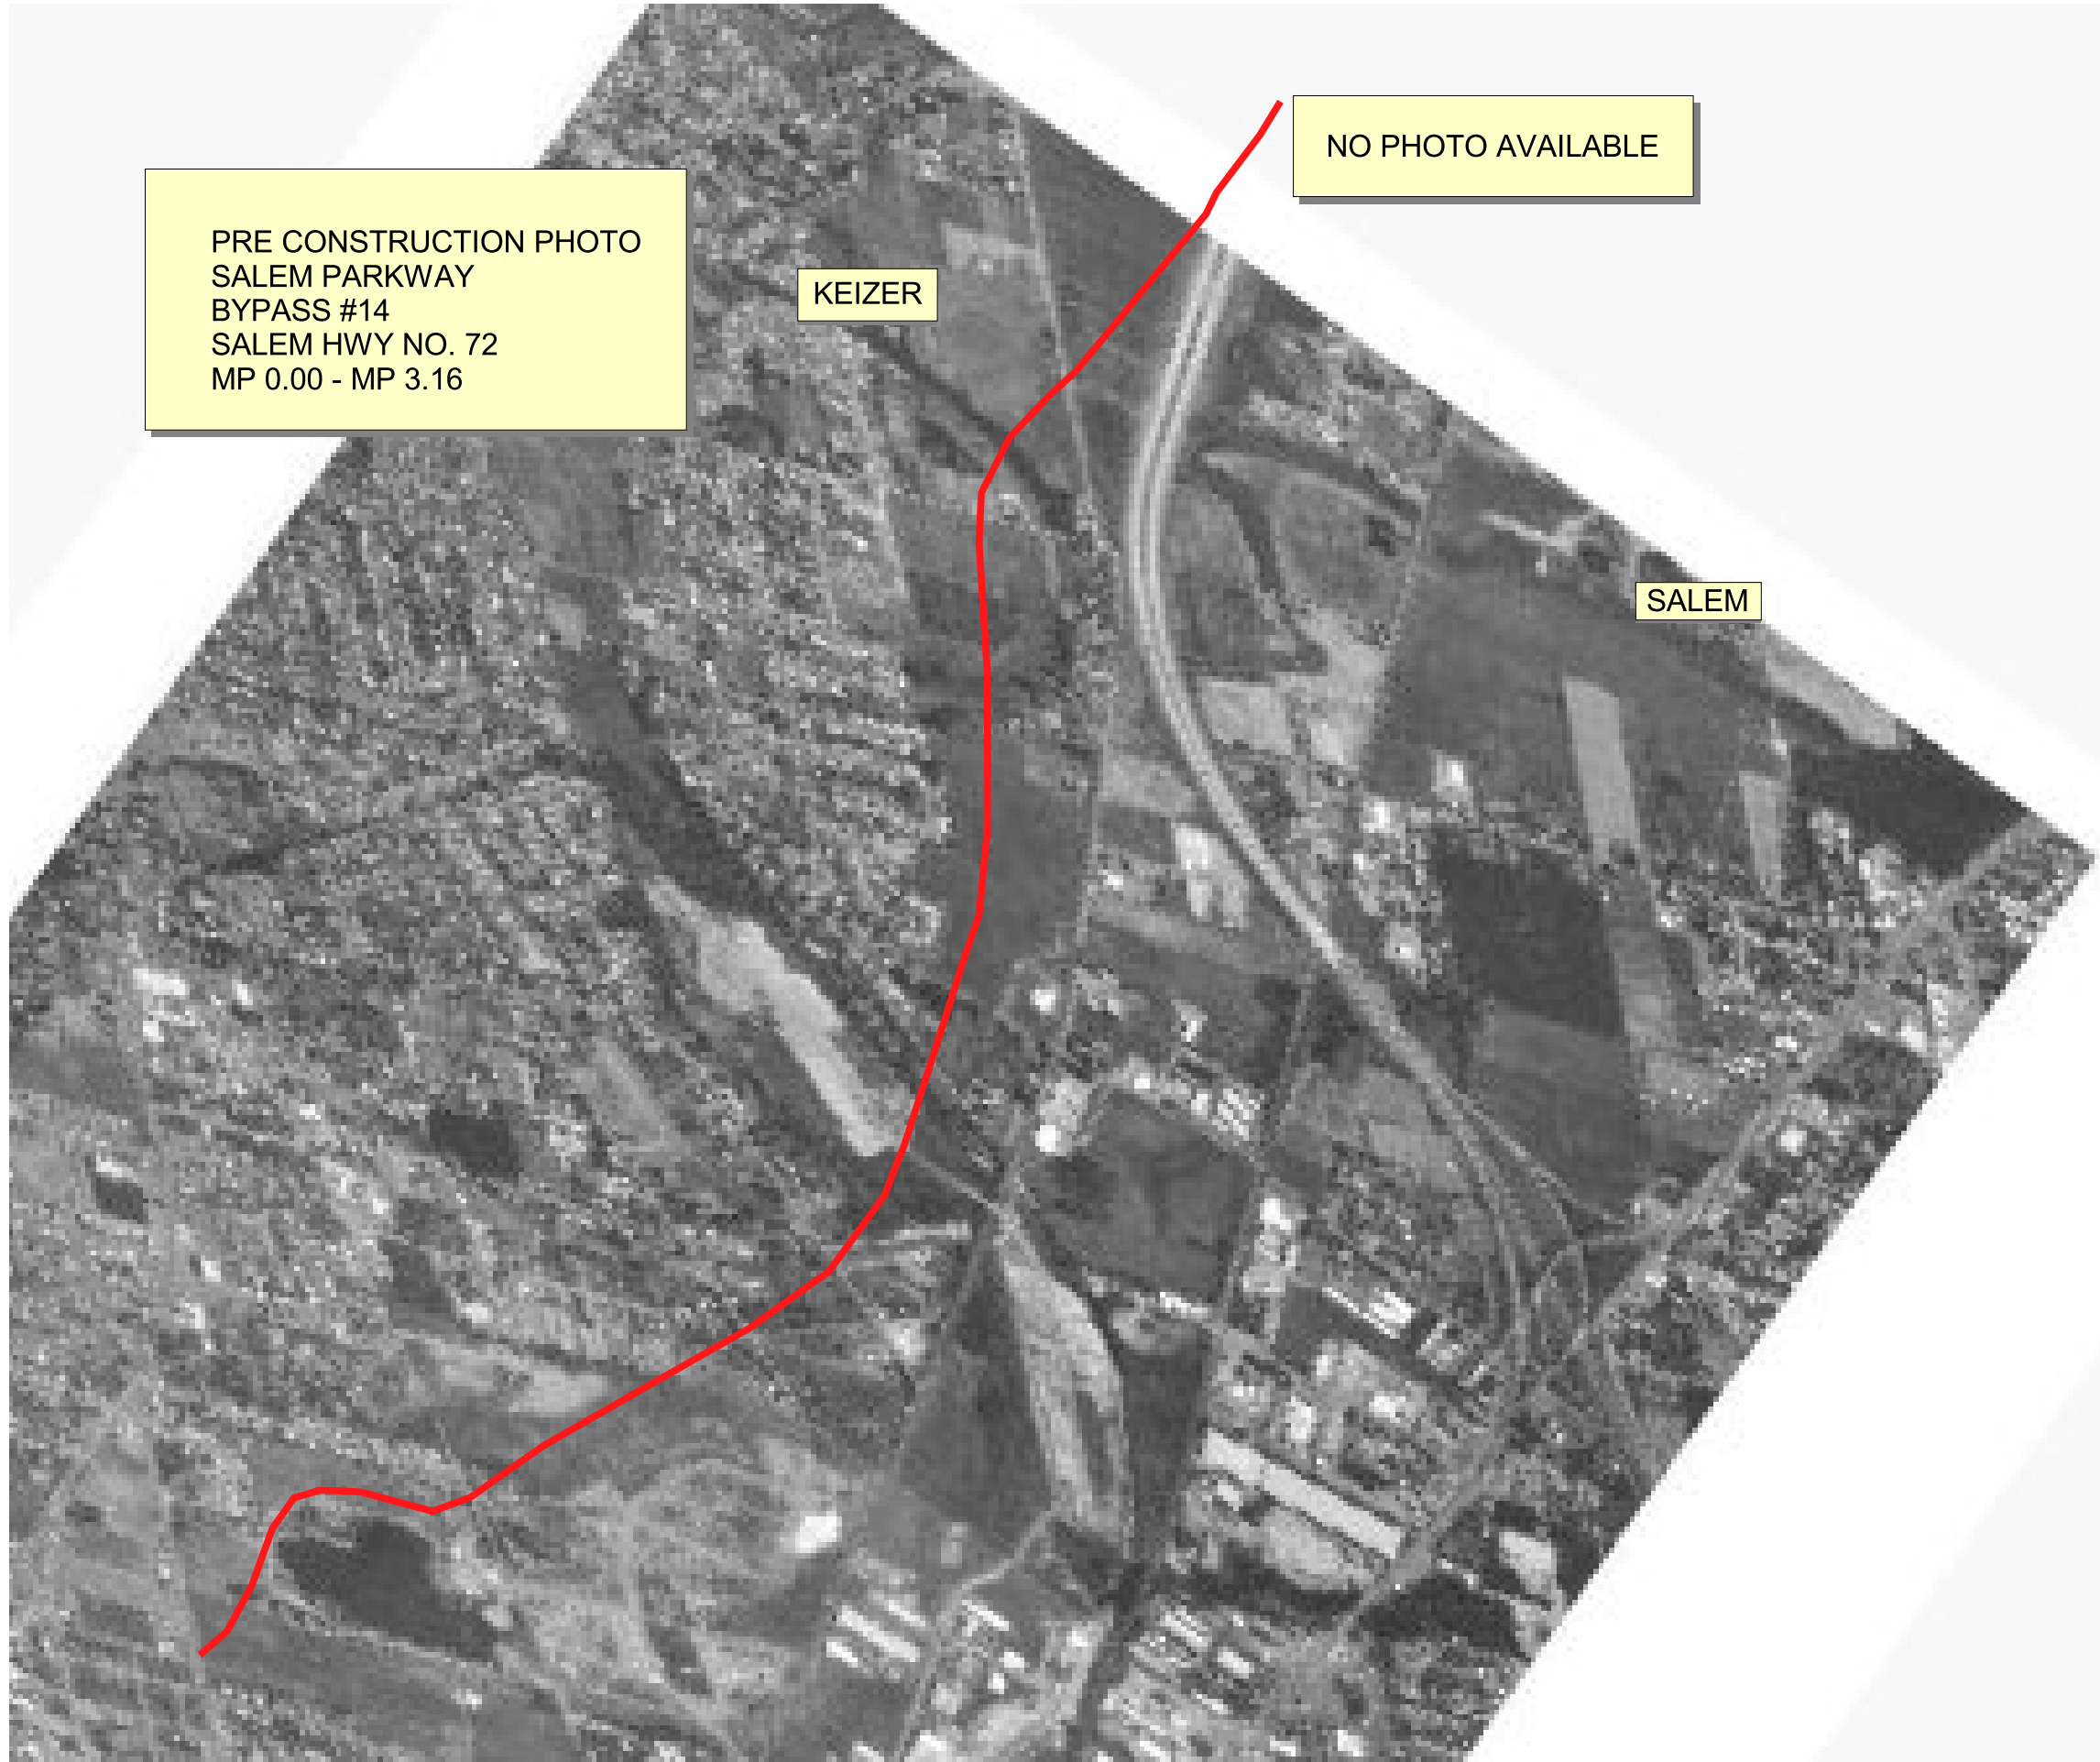 NO PHOTO AVAILABLE
PRE CONSTRUCTION PHOTO
SALEM PARKWAY
BYPASS #14
SALEM HWY NO. 72
MP 0.00 - MP 3.16
KEIZER
SALEM